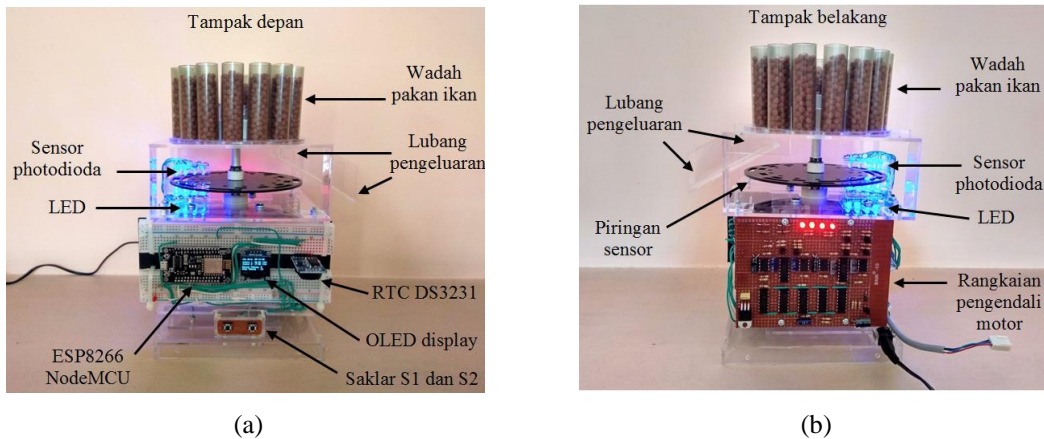 Tampak depan
Wadah
pakan ikan
Lubang
pengeluaran
Sensor
photodioda
LED
RTC DS3231
OLED display
ESP8266
NodeMCU
Saklar S1 dan S2
(a)
Tampak belakang
Wadah
pakan ikan
Lubang
pengeluaran
Sensor
photodioda
LED
Piringan
sensor
Rangkaian
pengendali
motor
(b)